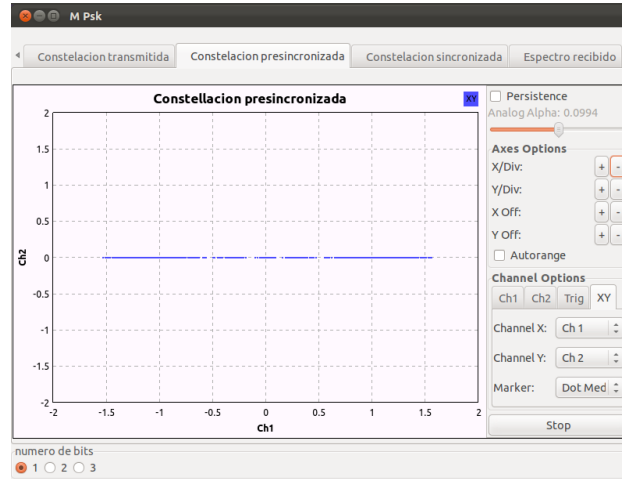 M Psk
Constelacion transmitida
Constelacion presincronizada
Constelacion sincronizada
Espectro recibido
Constellacion presincronizada
XY
2
1.5
1
0.5
0
-0.5
-1
-1.5
-2
Ch2
-2 -1.5 -1 -0.5 0 0.5 1 1.5 2
Ch1
Persistence
Analog Alpha: 0.0994
Axes Options
X/Div: + -
Y/Div: + -
X Off: + -
Y Off: + -
Autorange
Channel Options
Ch1 Ch2 Trig XY
Channel X: Ch 1
Channel Y: Ch 2
Marker: Dot Med
Stop
numero de bits
1 2 3